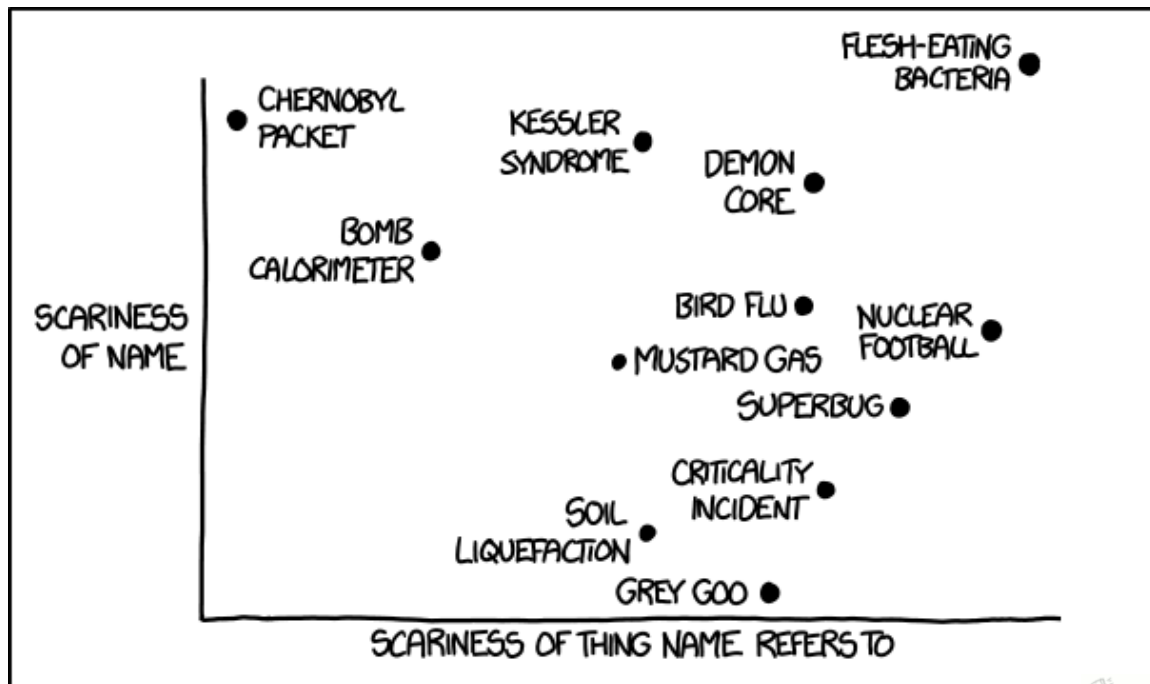 FLESH-EATING
BACTERIA
CHERNOBYL
PACKET
KESSLER
SYNDROME
DEMON
CORE
BOMB
CALORIMETER
SCARINESS
OF NAME
BIRD FLU
NUCLEAR
FOOTBALL
MUSTARD GAS
SUPERBUG
CRITICALITY
INCIDENT
SOIL
LIQUEFACTION
GREY GOO
SCARINESS OF THING NAME REFERS TO